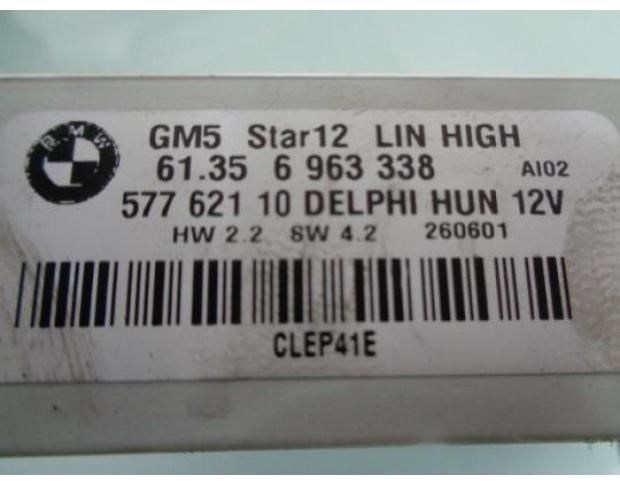 BMW
GM5 Star12 LIN HIGH
61.35 6 963 338 AI02
577 621 10 DELPHI HUN 12V
HW 2.2 SW 4.2 260601
CLEP41E